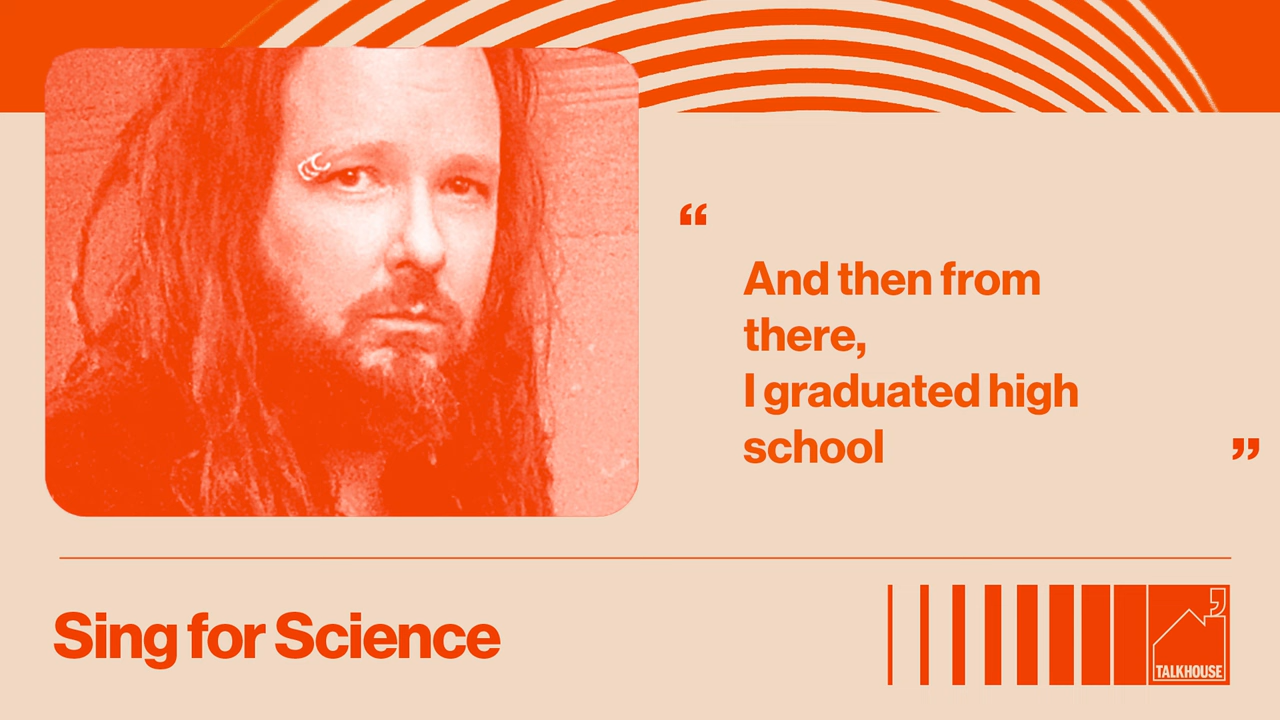 “
And then from
there,
I graduated high
school
”
Sing for Science
TALKHOUSE